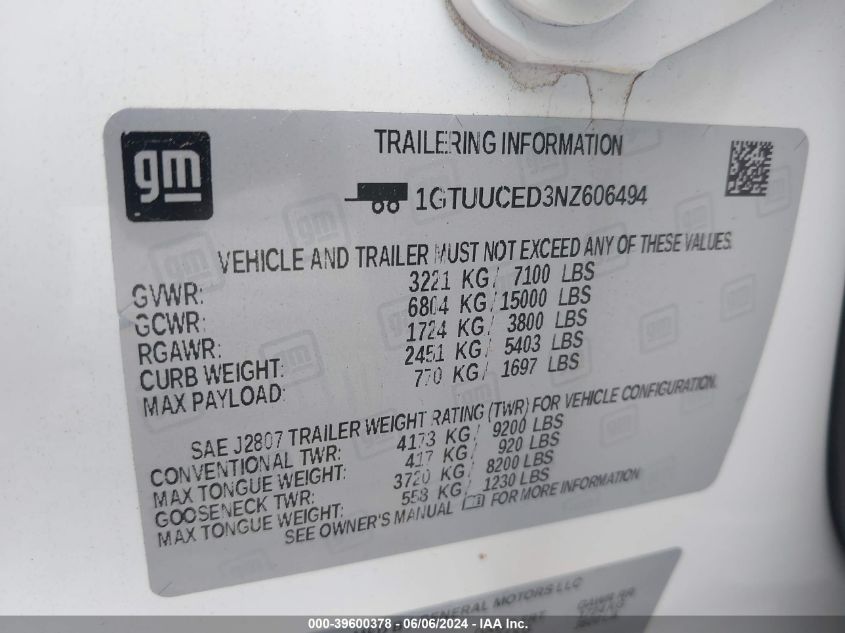 gm
TRAILERING INFORMATION
1GTUUCED3NZ606494
VEHICLE AND TRAILER MUST NOT EXCEED ANY OF THESE VALUES.
GVWR: 3221 KG/ 7100 LBS
GCWR: 6804 KG/15000 LBS
RGAWR: 1724 KG/ 3800 LBS
CURB WEIGHT: 2451 KG/ 5403 LBS
MAX PAYLOAD: 770 KG/ 1697 LBS
SAE J2807 TRAILER WEIGHT RATING (TWR) FOR VEHICLE CONFIGURATION.
CONVENTIONAL TWR: 4173 KG/ 9200 LBS
MAX TONGUE WEIGHT: 417 KG/ 920 LBS
GOOSENECK TWR: 3720 KG/ 8200 LBS
MAX TONGUE WEIGHT: 558 KG/ 1230 LBS
SEE OWNER'S MANUAL FOR MORE INFORMATION
GENERAL MOTORS LLC
GAWR RR
000-39600378 - 06/06/2024 - IAA Inc.